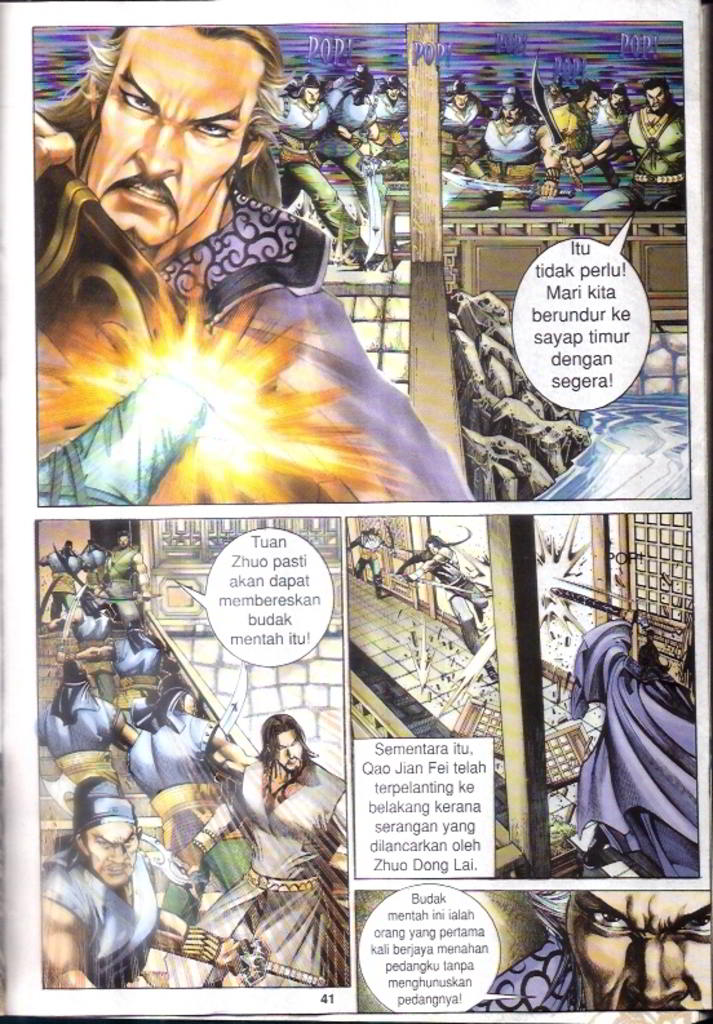 POP!
POP!
POP!
POP!
POP!
Itu
tidak perlu!
Mari kita
berundur ke
sayap timur
dengan
segera!
Tuan
Zhuo pasti
akan dapat
membereskan
budak
mentah itu!
POP!
Sementara itu,
Qao Jian Fei telah
terpelanting ke
belakang kerana
serangan yang
dilancarkan oleh
Zhuo Dong Lai.
Budak
mentah ini ialah
orang yang pertama
kali berjaya menahan
pedangku tanpa
menghunuskan
pedangnya!
41